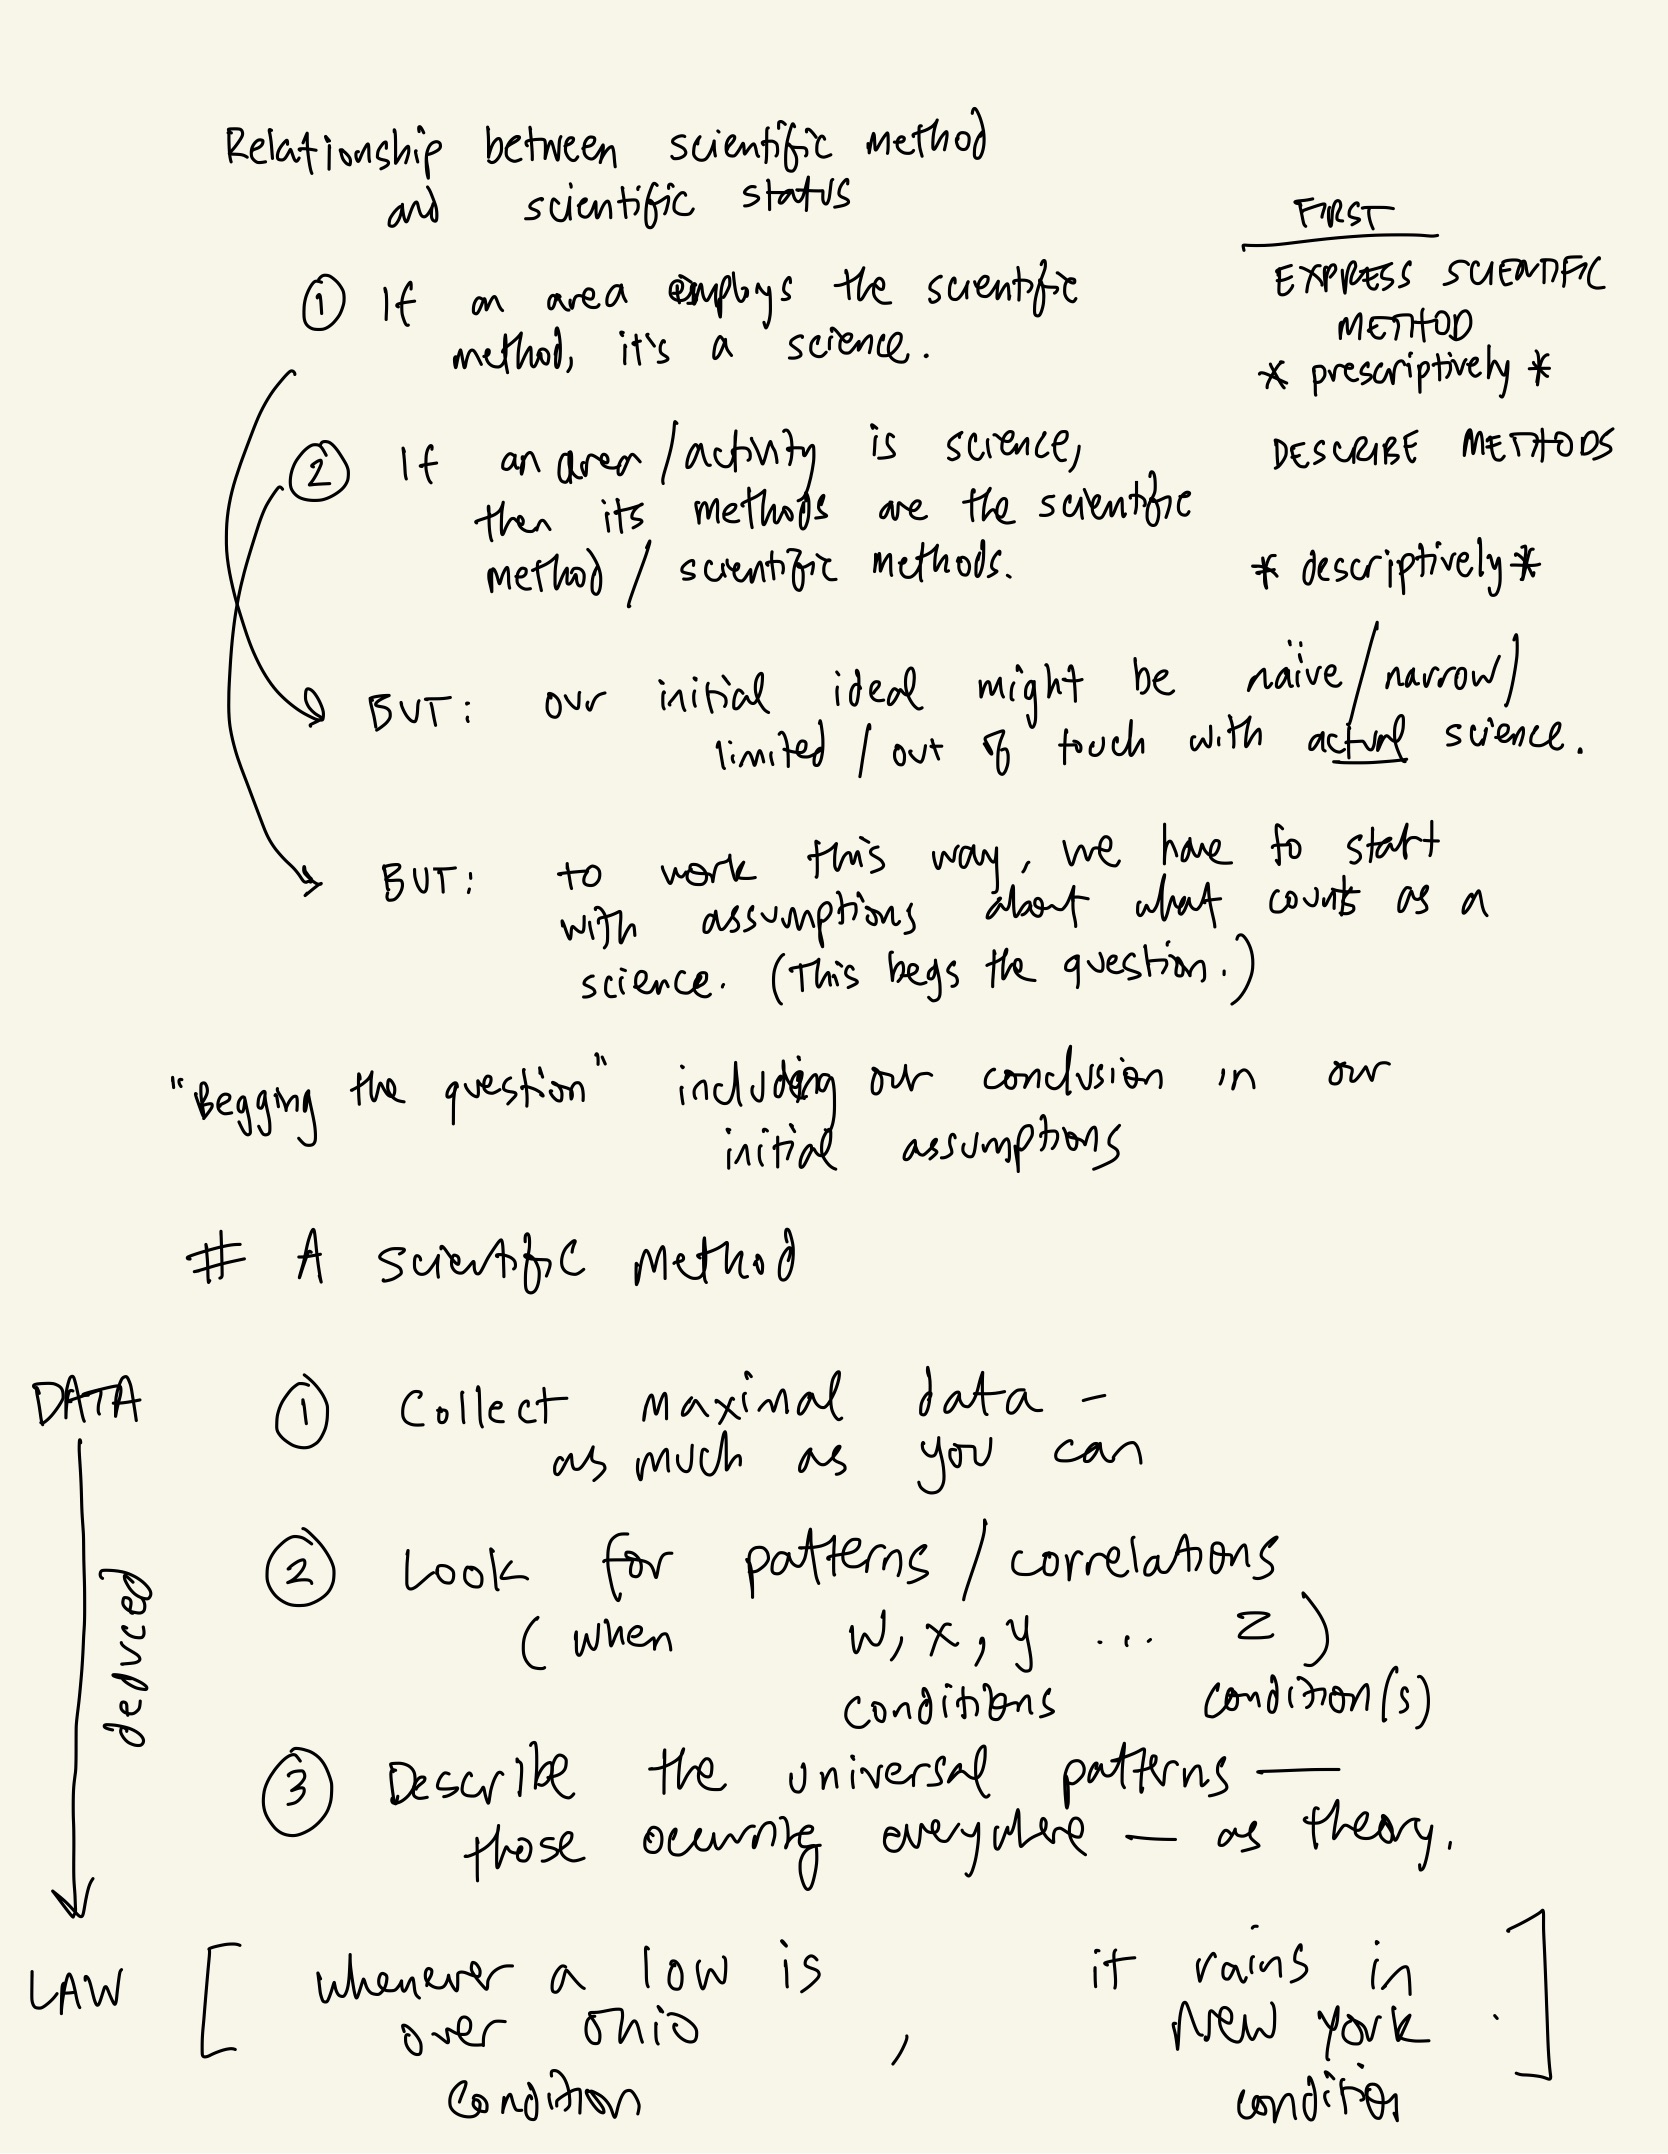 Relationship between scientific method
and scientific status
FIRST
EXPRESS SCIENTIFIC
METHOD
* prescriptively *
① If an area employs the scientific
method, it's a science.
DESCRIBE METHODS
* descriptively *
② If an area/activity is science,
then its methods are the scientific
method / scientific methods.
BUT: our initial ideal might be naïve/narrow/
limited / out of touch with actual science.
BUT: to work this way, we have to start
with assumptions about what counts as a
science. (This begs the question.)
"Begging the question" including our conclusion in our
initial assumptions
# A scientific method
DATA
deduced
LAW
① Collect maximal data –
as much as you can
② Look for patterns / correlations
(when w, x, y ... z)
conditions condition(s)
③ Describe the universal patterns —
those occurring everywhere — as theory.
[ whenever a low is it rains in
over Ohio , New York . ]
condition condition